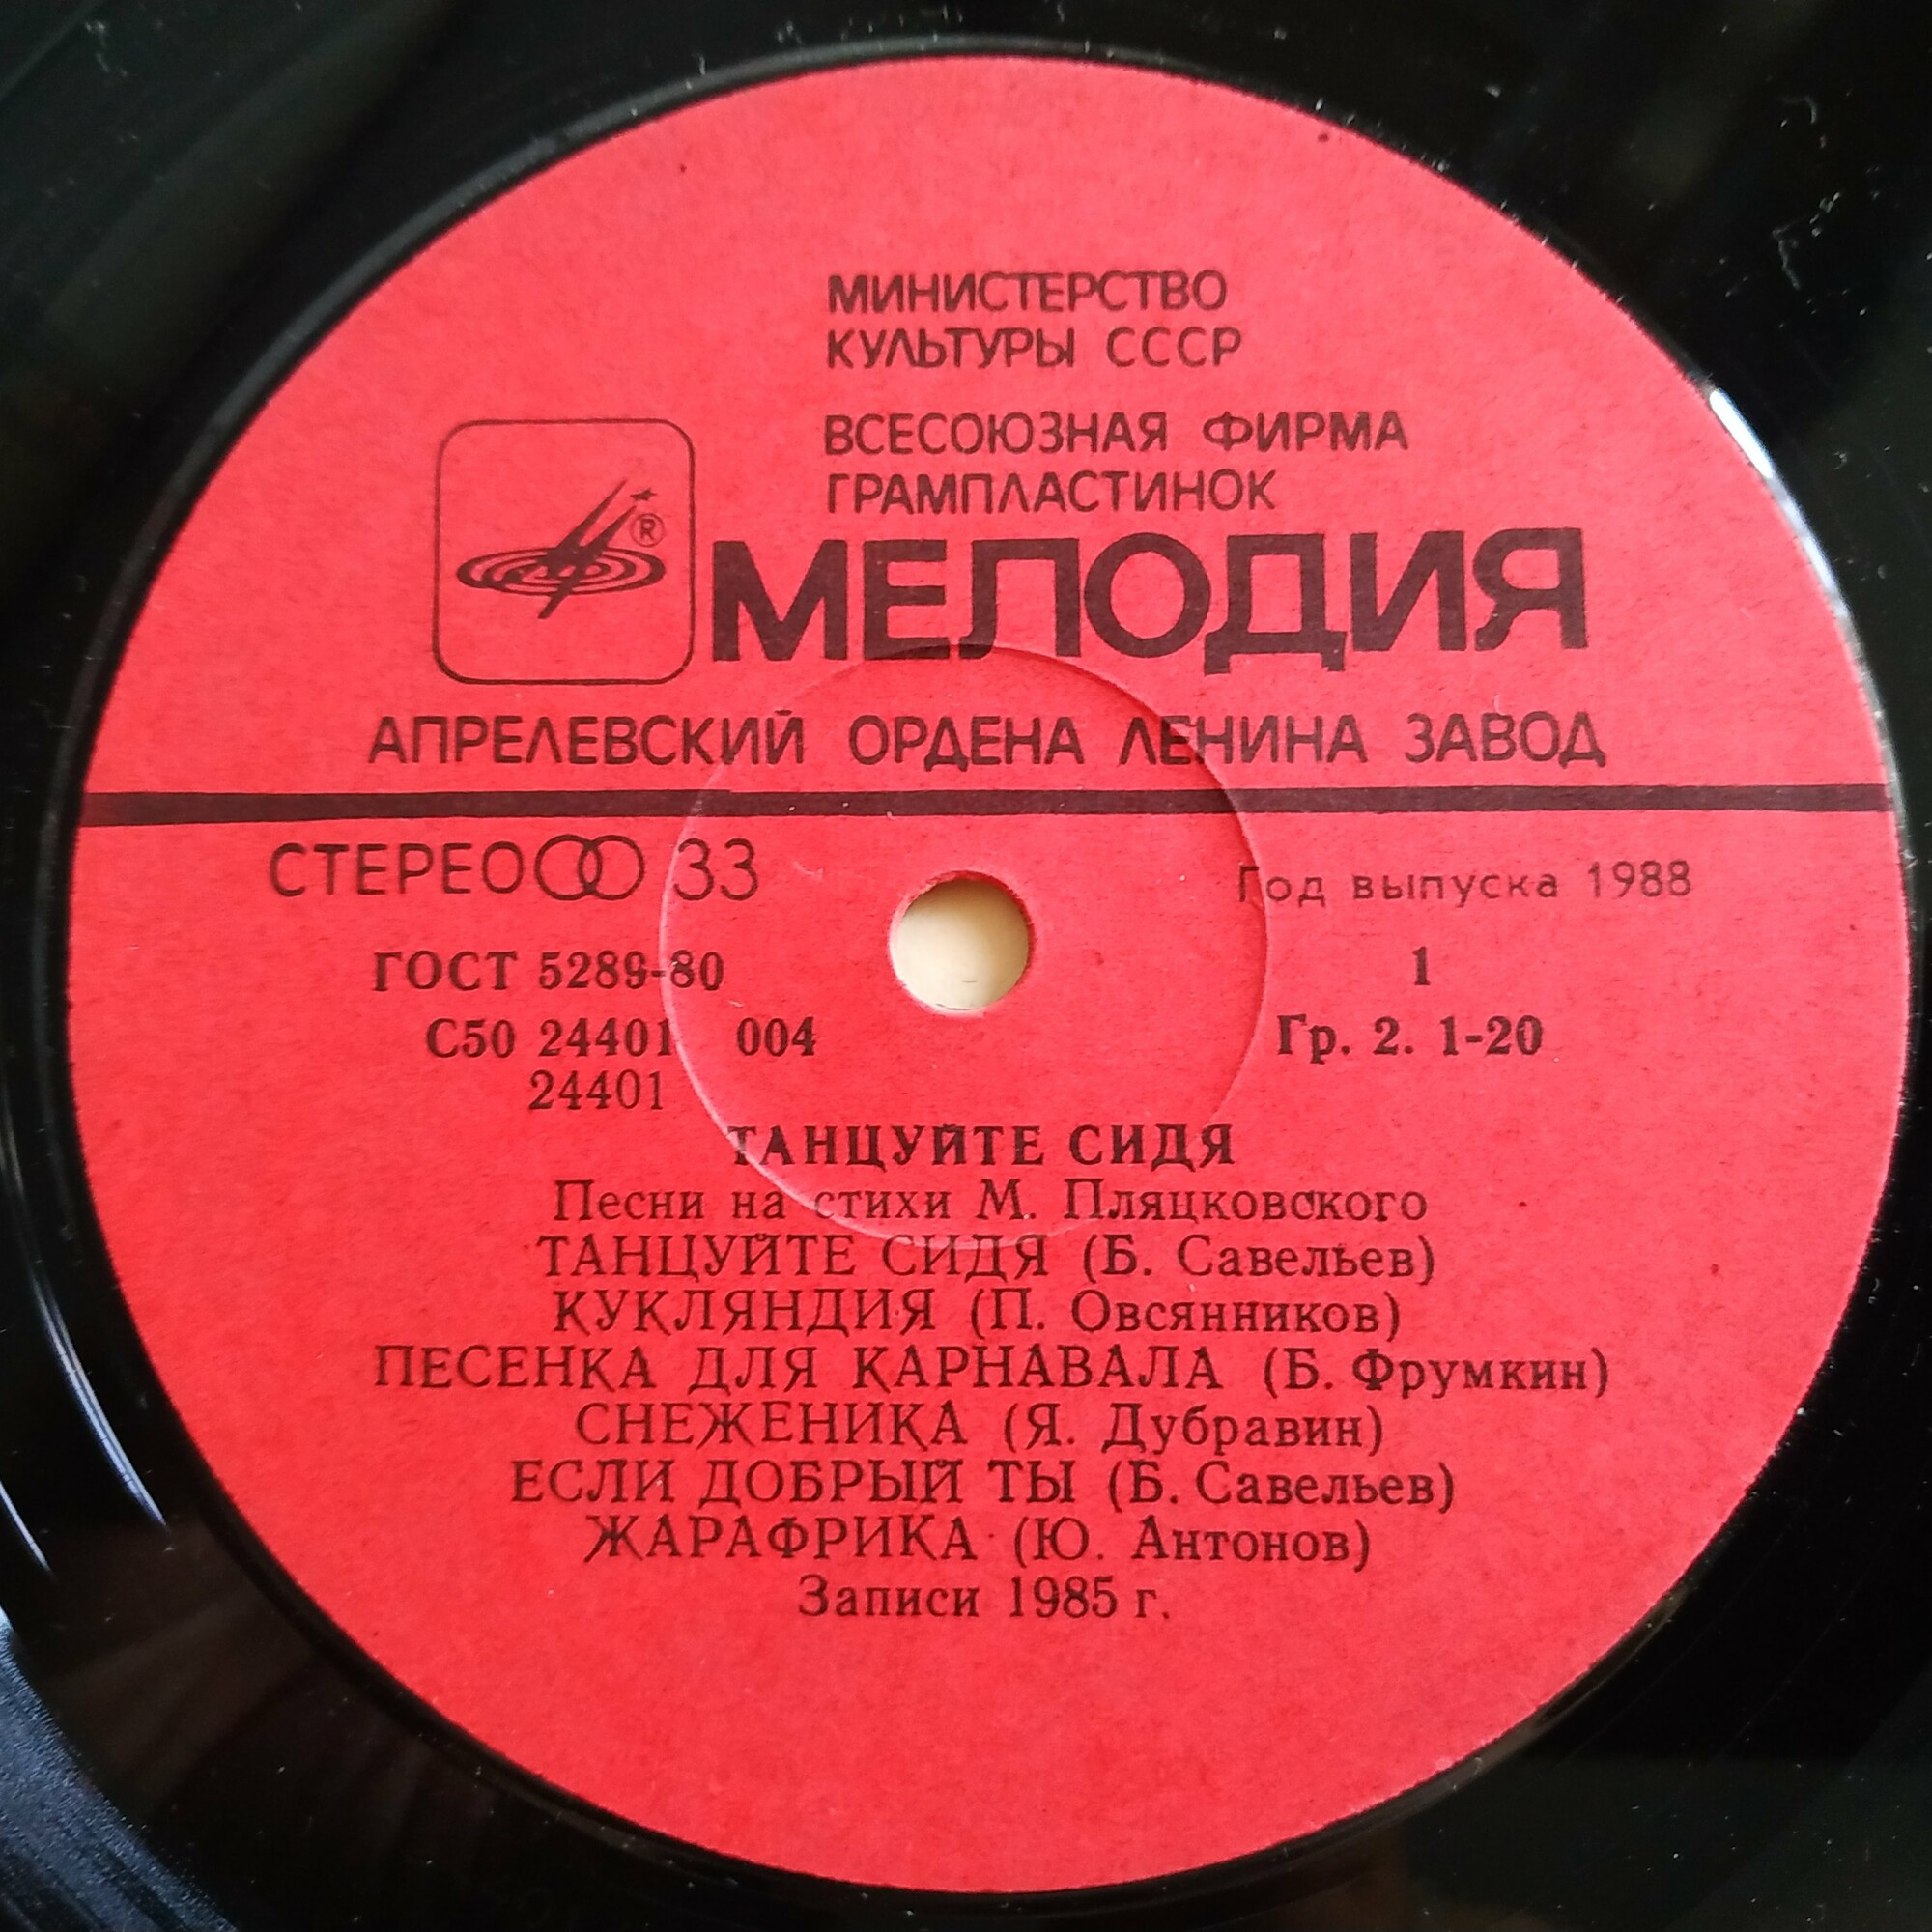 МИНИСТЕРСТВО
КУЛЬТУРЫ СССР
ВСЕСОЮЗНАЯ ФИРМА
ГРАМПЛАСТИНОК
®
МЕЛОДИЯ
АПРЕЛЕВСКИЙ ОРДЕНА ЛЕНИНА ЗАВОД
СТЕРЕО 33
Год выпуска 1988
ГОСТ 5289-80
1
С50 24401 004
Гр. 2. 1-20
24401
ТАНЦУЙТЕ СИДЯ
Песни на стихи М. Пляцковского
ТАНЦУЙТЕ СИДЯ (Б. Савельев)
КУКЛЯНДИЯ (П. Овсянников)
ПЕСЕНКА ДЛЯ КАРНАВАЛА (Б. Фрумкин)
СНЕЖЕНИКА (Я. Дубравин)
ЕСЛИ ДОБРЫЙ ТЫ (Б. Савельев)
ЖАРАФРИКА (Ю. Антонов)
Записи 1985 г.